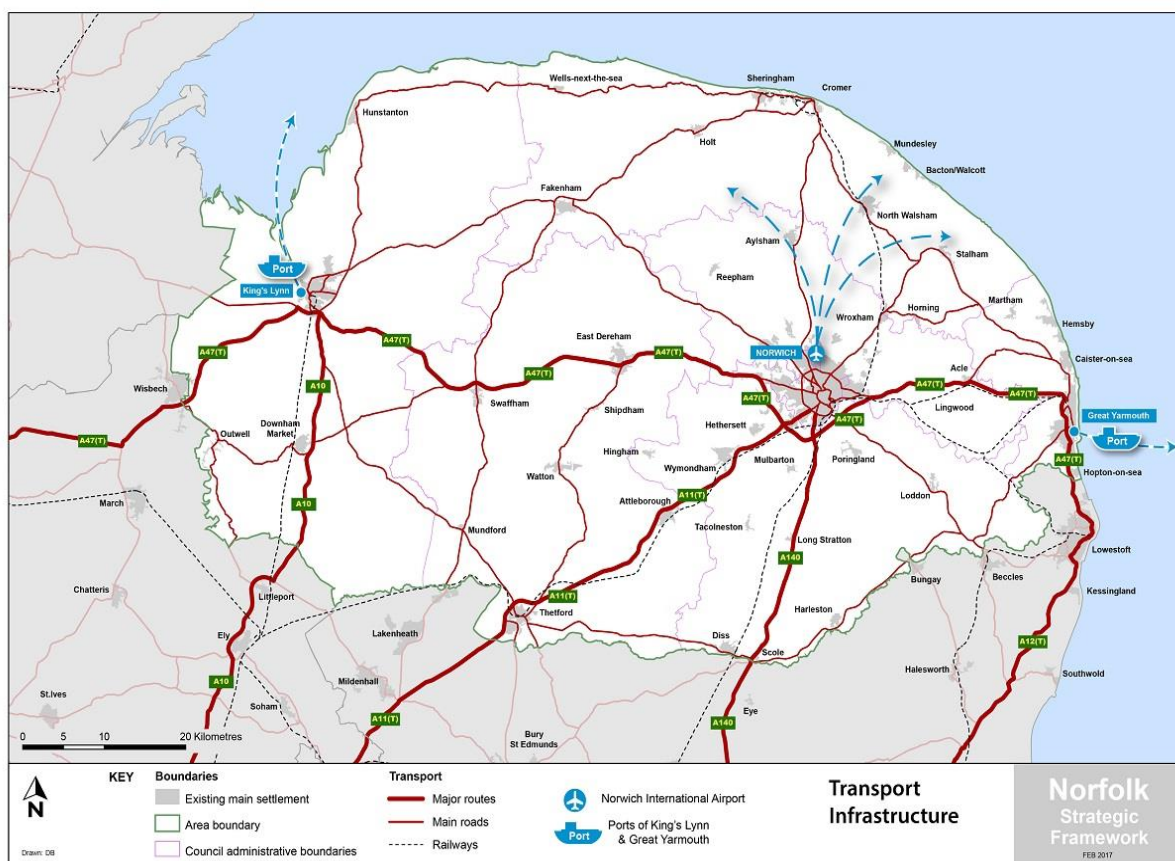 Wells-next-the-sea
Sheringham
Cromer
Hunstanton
Holt
Mundesley
Bacton/Walcott
Fakenham
North Walsham
Aylsham
Stalham
Reepham
Port
King's Lynn
Martham
Horning
Wroxham
Hemsby
East Dereham
A47(T)
A47(T)
NORWICH
Caister-on-sea
A47(T)
Acle
Wisbech
A10
A47(T)
A47(T)
A47(T)
A47(T)
Swaffham
Shipdham
Lingwood
Great Yarmouth
Hethersett
A47(T)
Port
Outwell
Downham
Market
A47(T)
Hingham
Mulbarton
Poringland
A47(T)
Wymondham
Hopton-on-sea
Watton
Loddon
A11(T)
March
A10
Attleborough
Tacolneston
Mundford
Long Stratton
Lowestoft
A140
Bungay
Beccles
Chatteris
Littleport
A11(T)
Kessingland
Thetford
Harleston
Lakenheath
Ely
Diss
A12(T)
Scole
Halesworth
Southwold
A10
Mildenhall
St.Ives
Soham
Eye
A11(T)
A140
Bury
St Edmunds
0 5 10 20 Kilometres
N
Drawn: DB
KEY
Boundaries
Existing main settlement
Area boundary
Council administrative boundaries
Transport
Major routes
Main roads
Railways
Norwich International Airport
Port
Ports of King's Lynn
& Great Yarmouth
Transport
Infrastructure
Norfolk
Strategic
Framework
FEB 2017